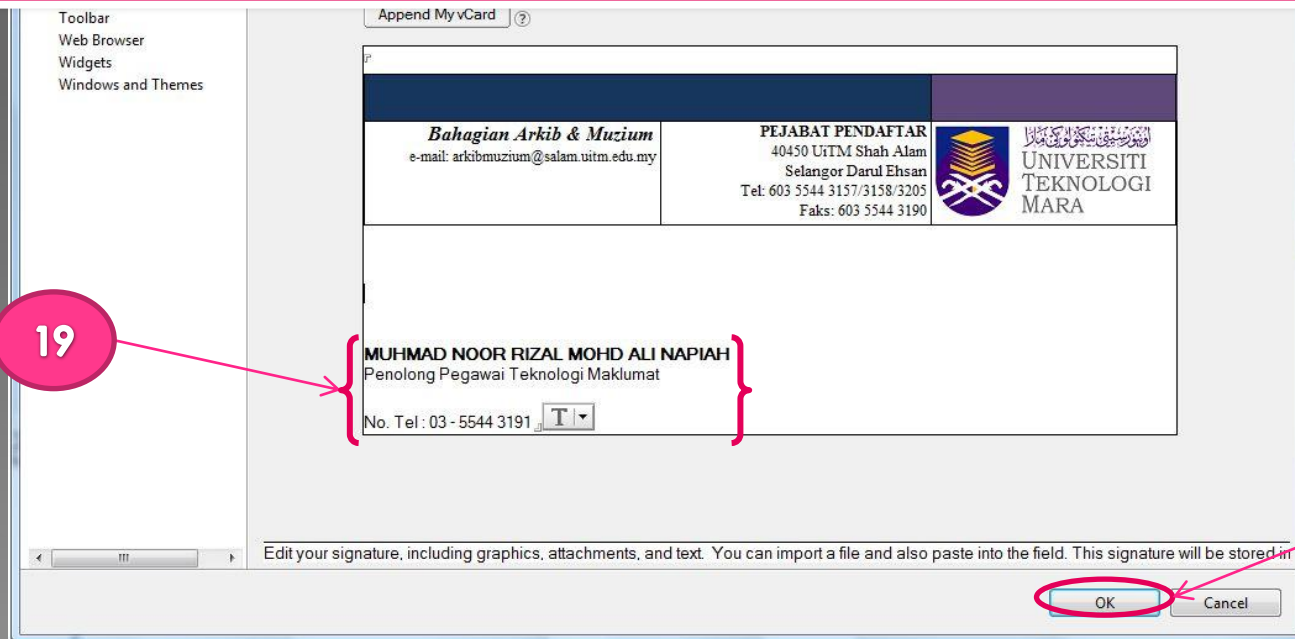 Toolbar
Web Browser
Widgets
Windows and Themes
Append My vCard ?
Bahagian Arkib & Muzium
e-mail: arkibmuzium@salam.uitm.edu.my
PEJABAT PENDAFTAR
40450 UiTM Shah Alam
Selangor Darul Ehsan
Tel: 603 5544 3157/3158/3205
Faks: 603 5544 3190
اونيۏرسيتي تيكنولوݢي مارا
UNIVERSITI
TEKNOLOGI
MARA
19
MUHMAD NOOR RIZAL MOHD ALI NAPIAH
Penolong Pegawai Teknologi Maklumat
No. Tel : 03 - 5544 3191
T
Edit your signature, including graphics, attachments, and text. You can import a file and also paste into the field. This signature will be stored in
OK
Cancel